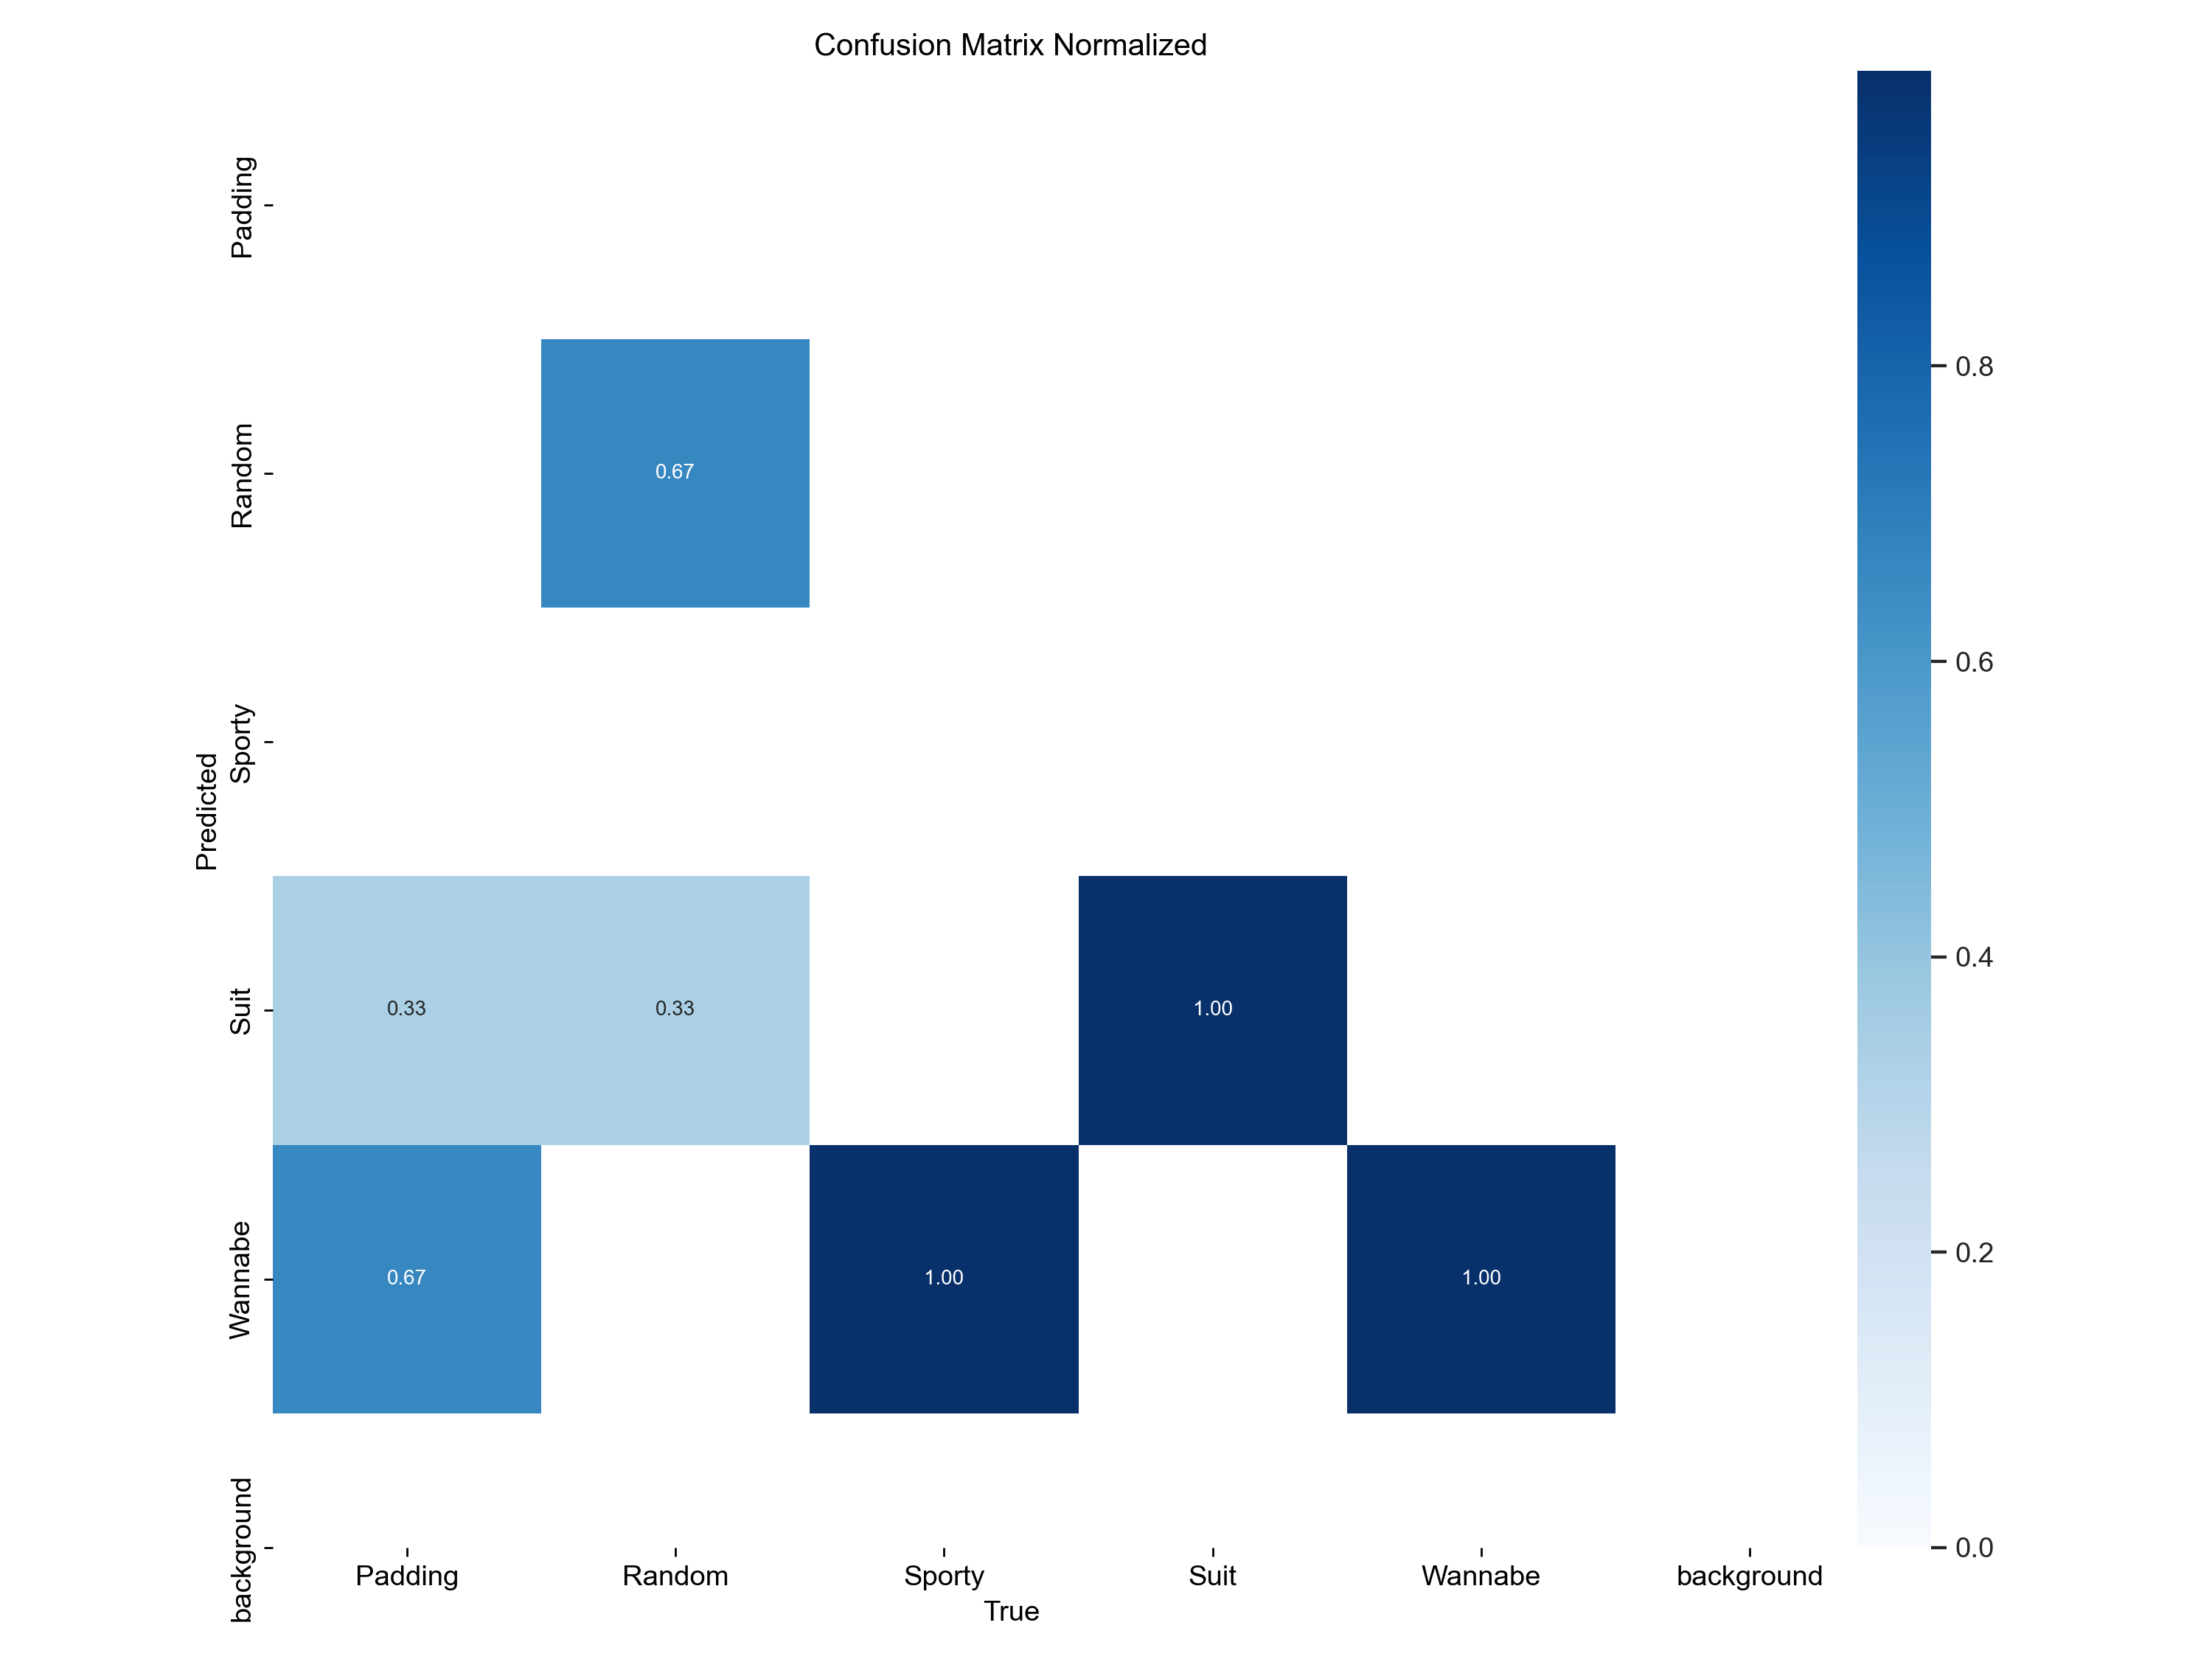 Confusion Matrix Normalized
Padding
Random
Sporty
Suit
Wannabe
background
Predicted
0.67
0.33
0.33
1.00
0.67
1.00
1.00
0.8
0.6
0.4
0.2
0.0
Padding
Random
Sporty
Suit
Wannabe
background
True